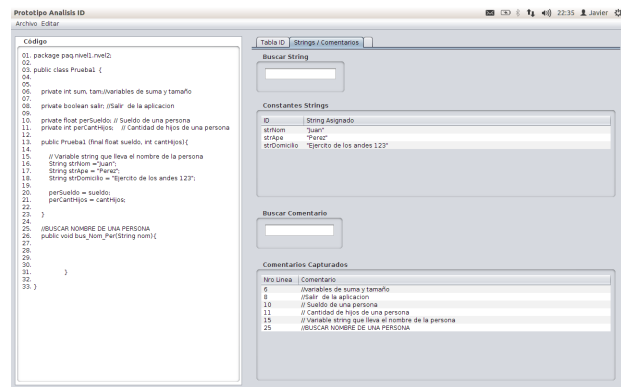 Prototipo Analisis ID
22:35 Javier
Archivo Editar
Código
01. package paq.nivel1.nvel2;
02.
03. public class Prueba1 {
04.
05.
06. private int sum, tam://variables de suma y tamaño
07.
08. private boolean salir; //Salir de la aplicacion
09.
10. private float perSueldo; // Sueldo de una persona
11. private int perCantHijos; // Cantidad de hijos de una persona
12.
13. public Prueba1 (final float sueldo, int cantHijos){
14.
15. // Variable string que lleva el nombre de la persona
16. String strNom ="Juan";
17. String strApe = "Perez";
18. String strDomicilio = "Ejercito de los andes 123";
19.
20. perSueldo = sueldo;
21. perCantHijos = cantHijos;
22.
23. }
24.
25. //BUSCAR NOMBRE DE UNA PERSONA
26. public void bus_Nom_Per(String nom){
27.
28.
29.
30.
31. }
32.
33. }
Tabla ID Strings / Comentarios
Buscar String
Constantes Strings
ID String Asignado
strNom "Juan"
strApe "Perez"
strDomicilio "Ejercito de los andes 123"
Buscar Comentario
Comentarios Capturados
Nro Linea Comentario
6 //variables de suma y tamaño
8 //Salir de la aplicacion
10 // Sueldo de una persona
11 // Cantidad de hijos de una persona
15 // Variable string que lleva el nombre de la persona
25 //BUSCAR NOMBRE DE UNA PERSONA